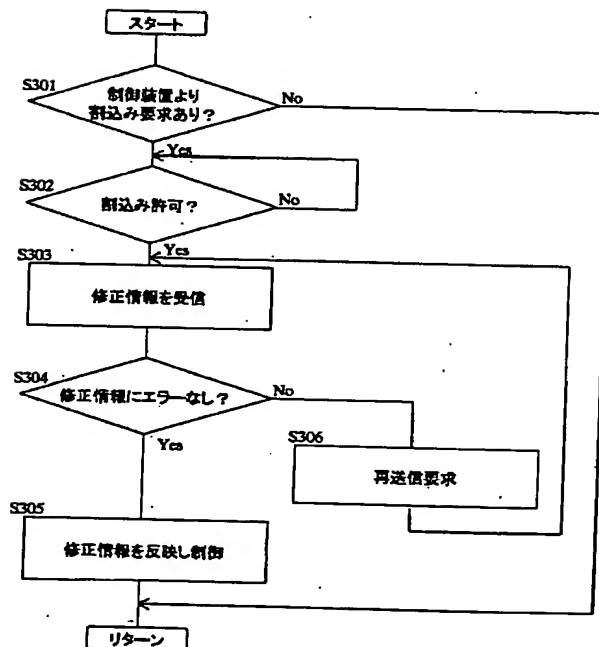 スタート
S301
制御装置より
割込み要求あり?
No
Yes
S302
割込み許可?
No
Yes
S303
修正情報を受信
S304
修正情報にエラーなし?
No
Yes
S306
再送信要求
S305
修正情報を反映し制御
リターン